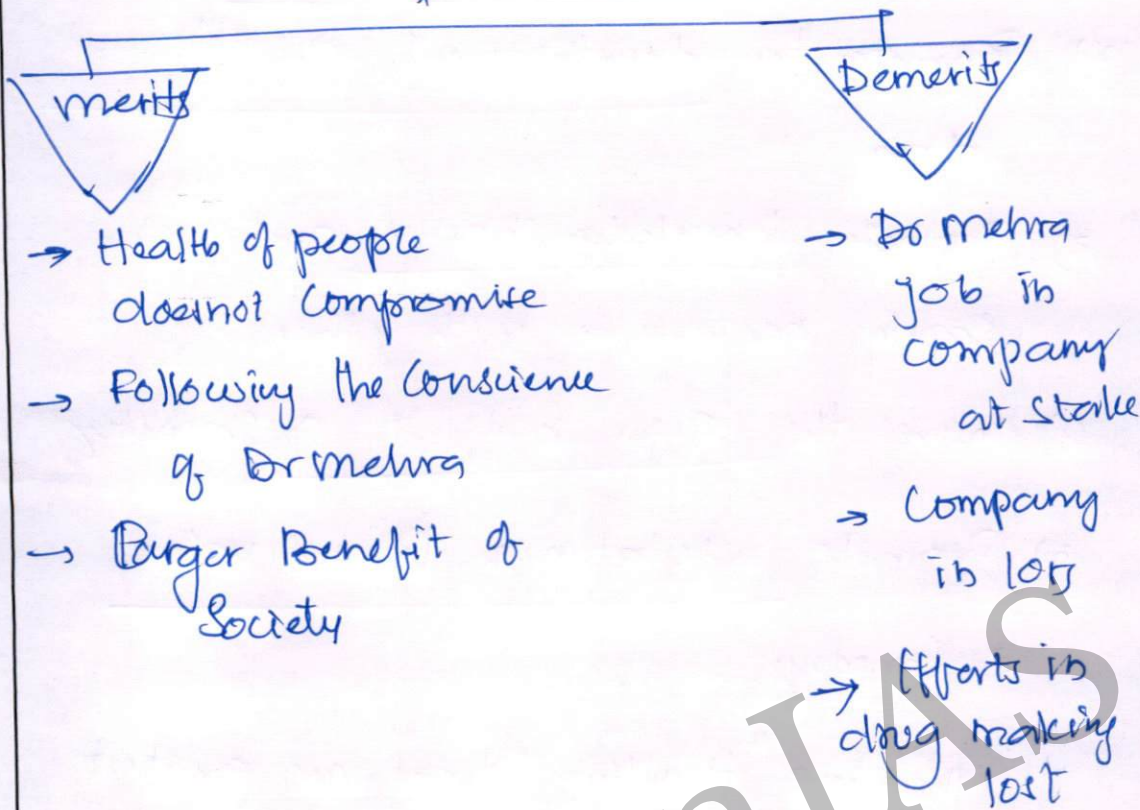 merits
→ Health of people
doesnot Compromise
→ Following the Conscience
of Dr mehra
→ Larger Benefit of
Society
Demerits
→ Dr Mehra
job in
company
at stake
→ Company
in loss
→ Efforts in
drug making
lost
IAS